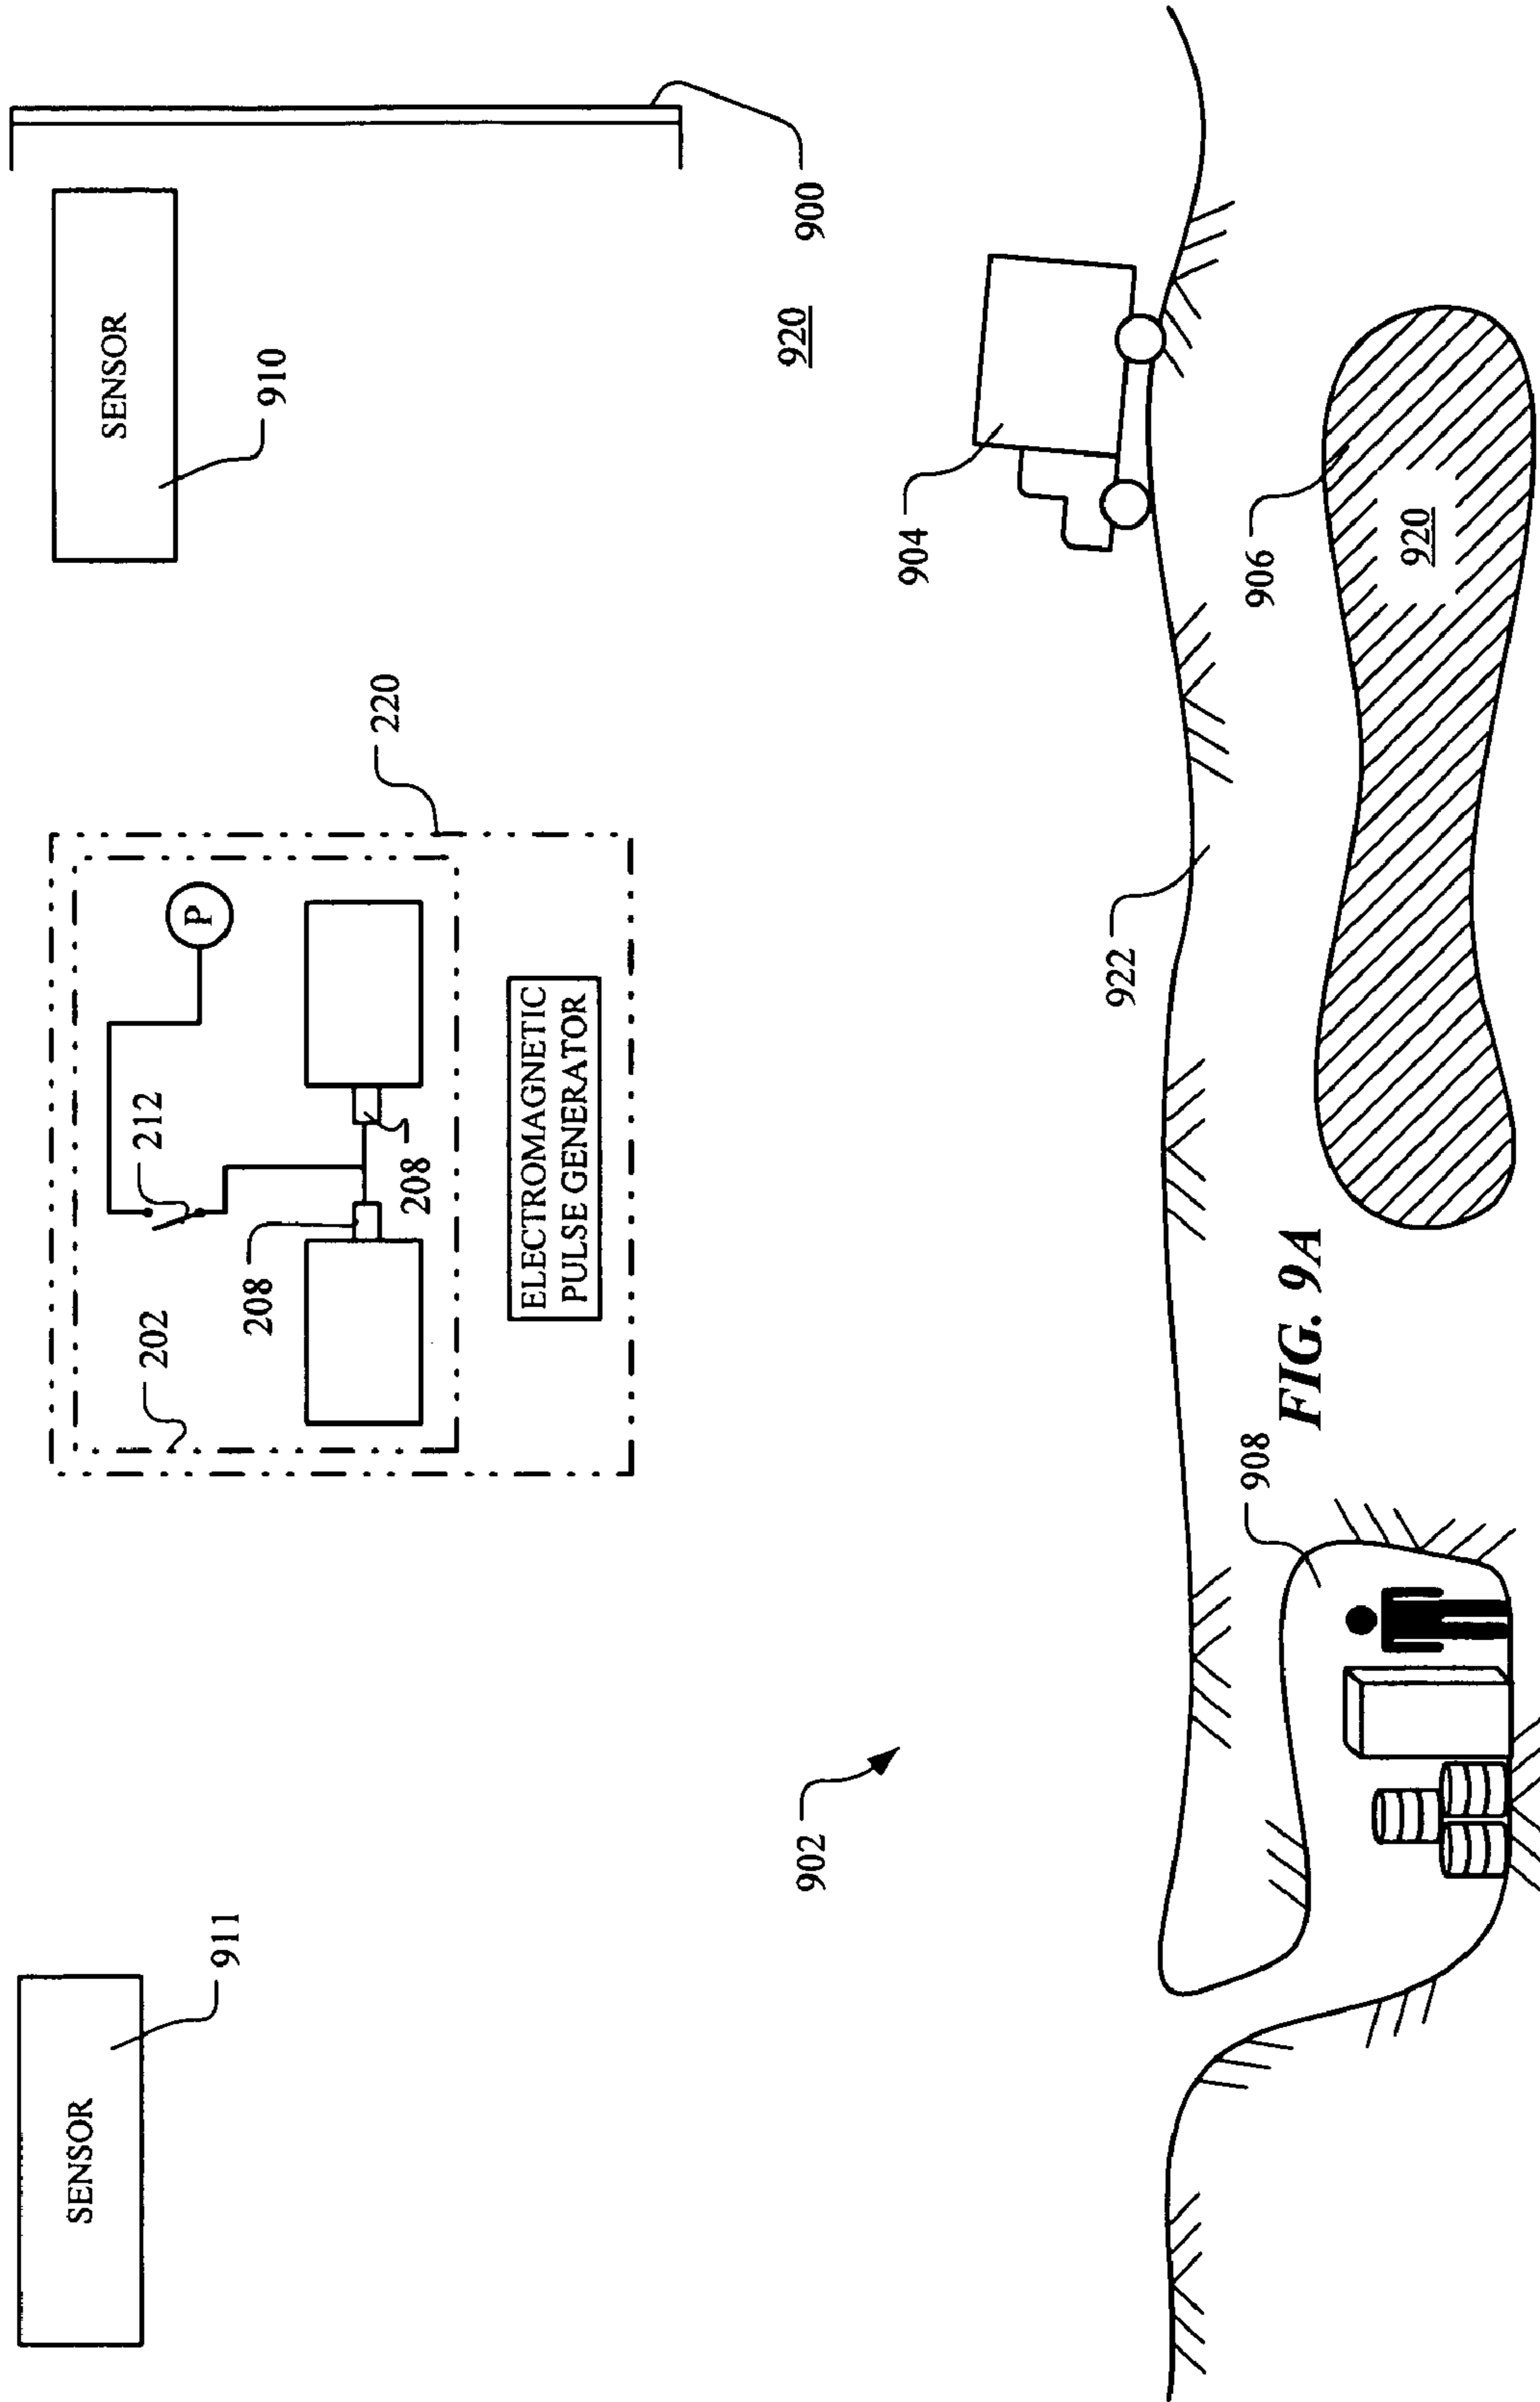 SENSOR
SENSOR
202
212
P
911
208
910
220
208
ELECTROMAGNETIC
PULSE GENERATOR
902
920
900
904
922
908
906
FIG. 9A
920